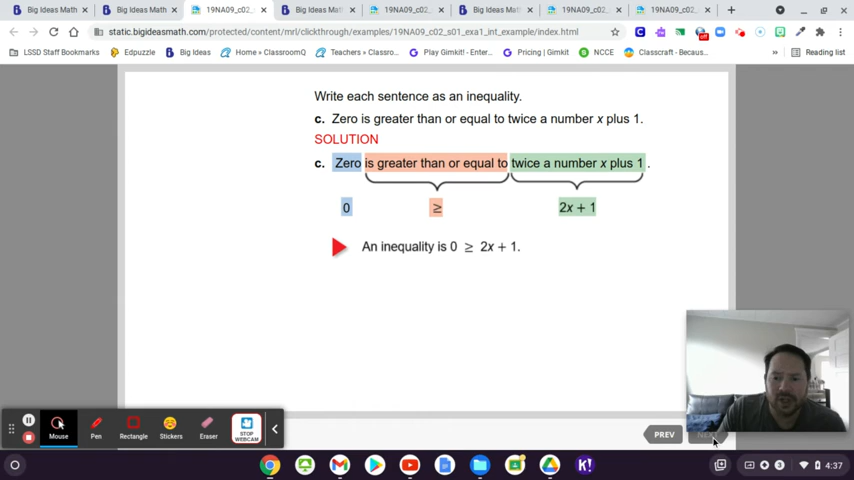 Big Ideas Math
Big Ideas Math
19NA09_c02_
Big Ideas Math
19NA09_c02_
Big Ideas Math
19NA09_c02_
19NA09_c02_
static.bigideasmath.com/protected/content/mrl/clickthrough/examples/19NA09_c02_s01_exa1_int_example/index.html
off
LSSD Staff Bookmarks
Edpuzzle
Big Ideas
Home » ClassroomQ
Teachers » Classro...
Play Gimkit! - Enter...
Pricing | Gimkit
NCCE
Classcraft - Becaus...
»
Reading list
Write each sentence as an inequality.
c. Zero is greater than or equal to twice a number x plus 1.
SOLUTION
c. Zero is greater than or equal to twice a number x plus 1 .
0 ≥ 2x + 1
An inequality is 0 ≥ 2x + 1.
PREV
Mouse
Pen
Rectangle
Stickers
Eraser
STOP
WEBCAM
K!
3
4:37